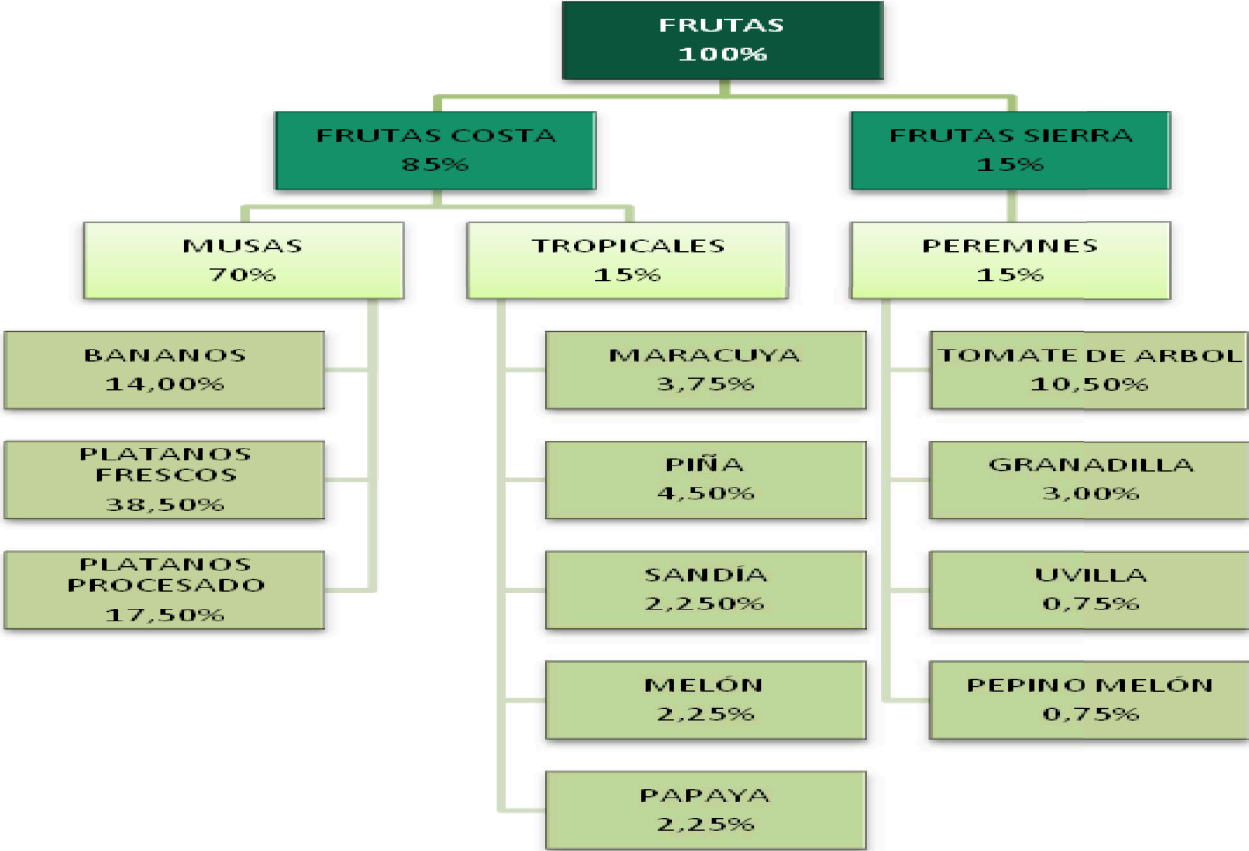 FRUTAS
100%
FRUTAS COSTA
85%
FRUTAS SIERRA
15%
MUSAS
70%
TROPICALES
15%
PEREMNES
15%
BANANOS
14,00%
PLATANOS
FRESCOS
38,50%
PLATANOS
PROCESADO
17,50%
MARACUYA
3,75%
PIÑA
4,50%
SANDÍA
2,250%
MELÓN
2,25%
PAPAYA
2,25%
TOMATE DE ARBOL
10,50%
GRANADILLA
3,00%
UVILLA
0,75%
PEPINO MELÓN
0,75%